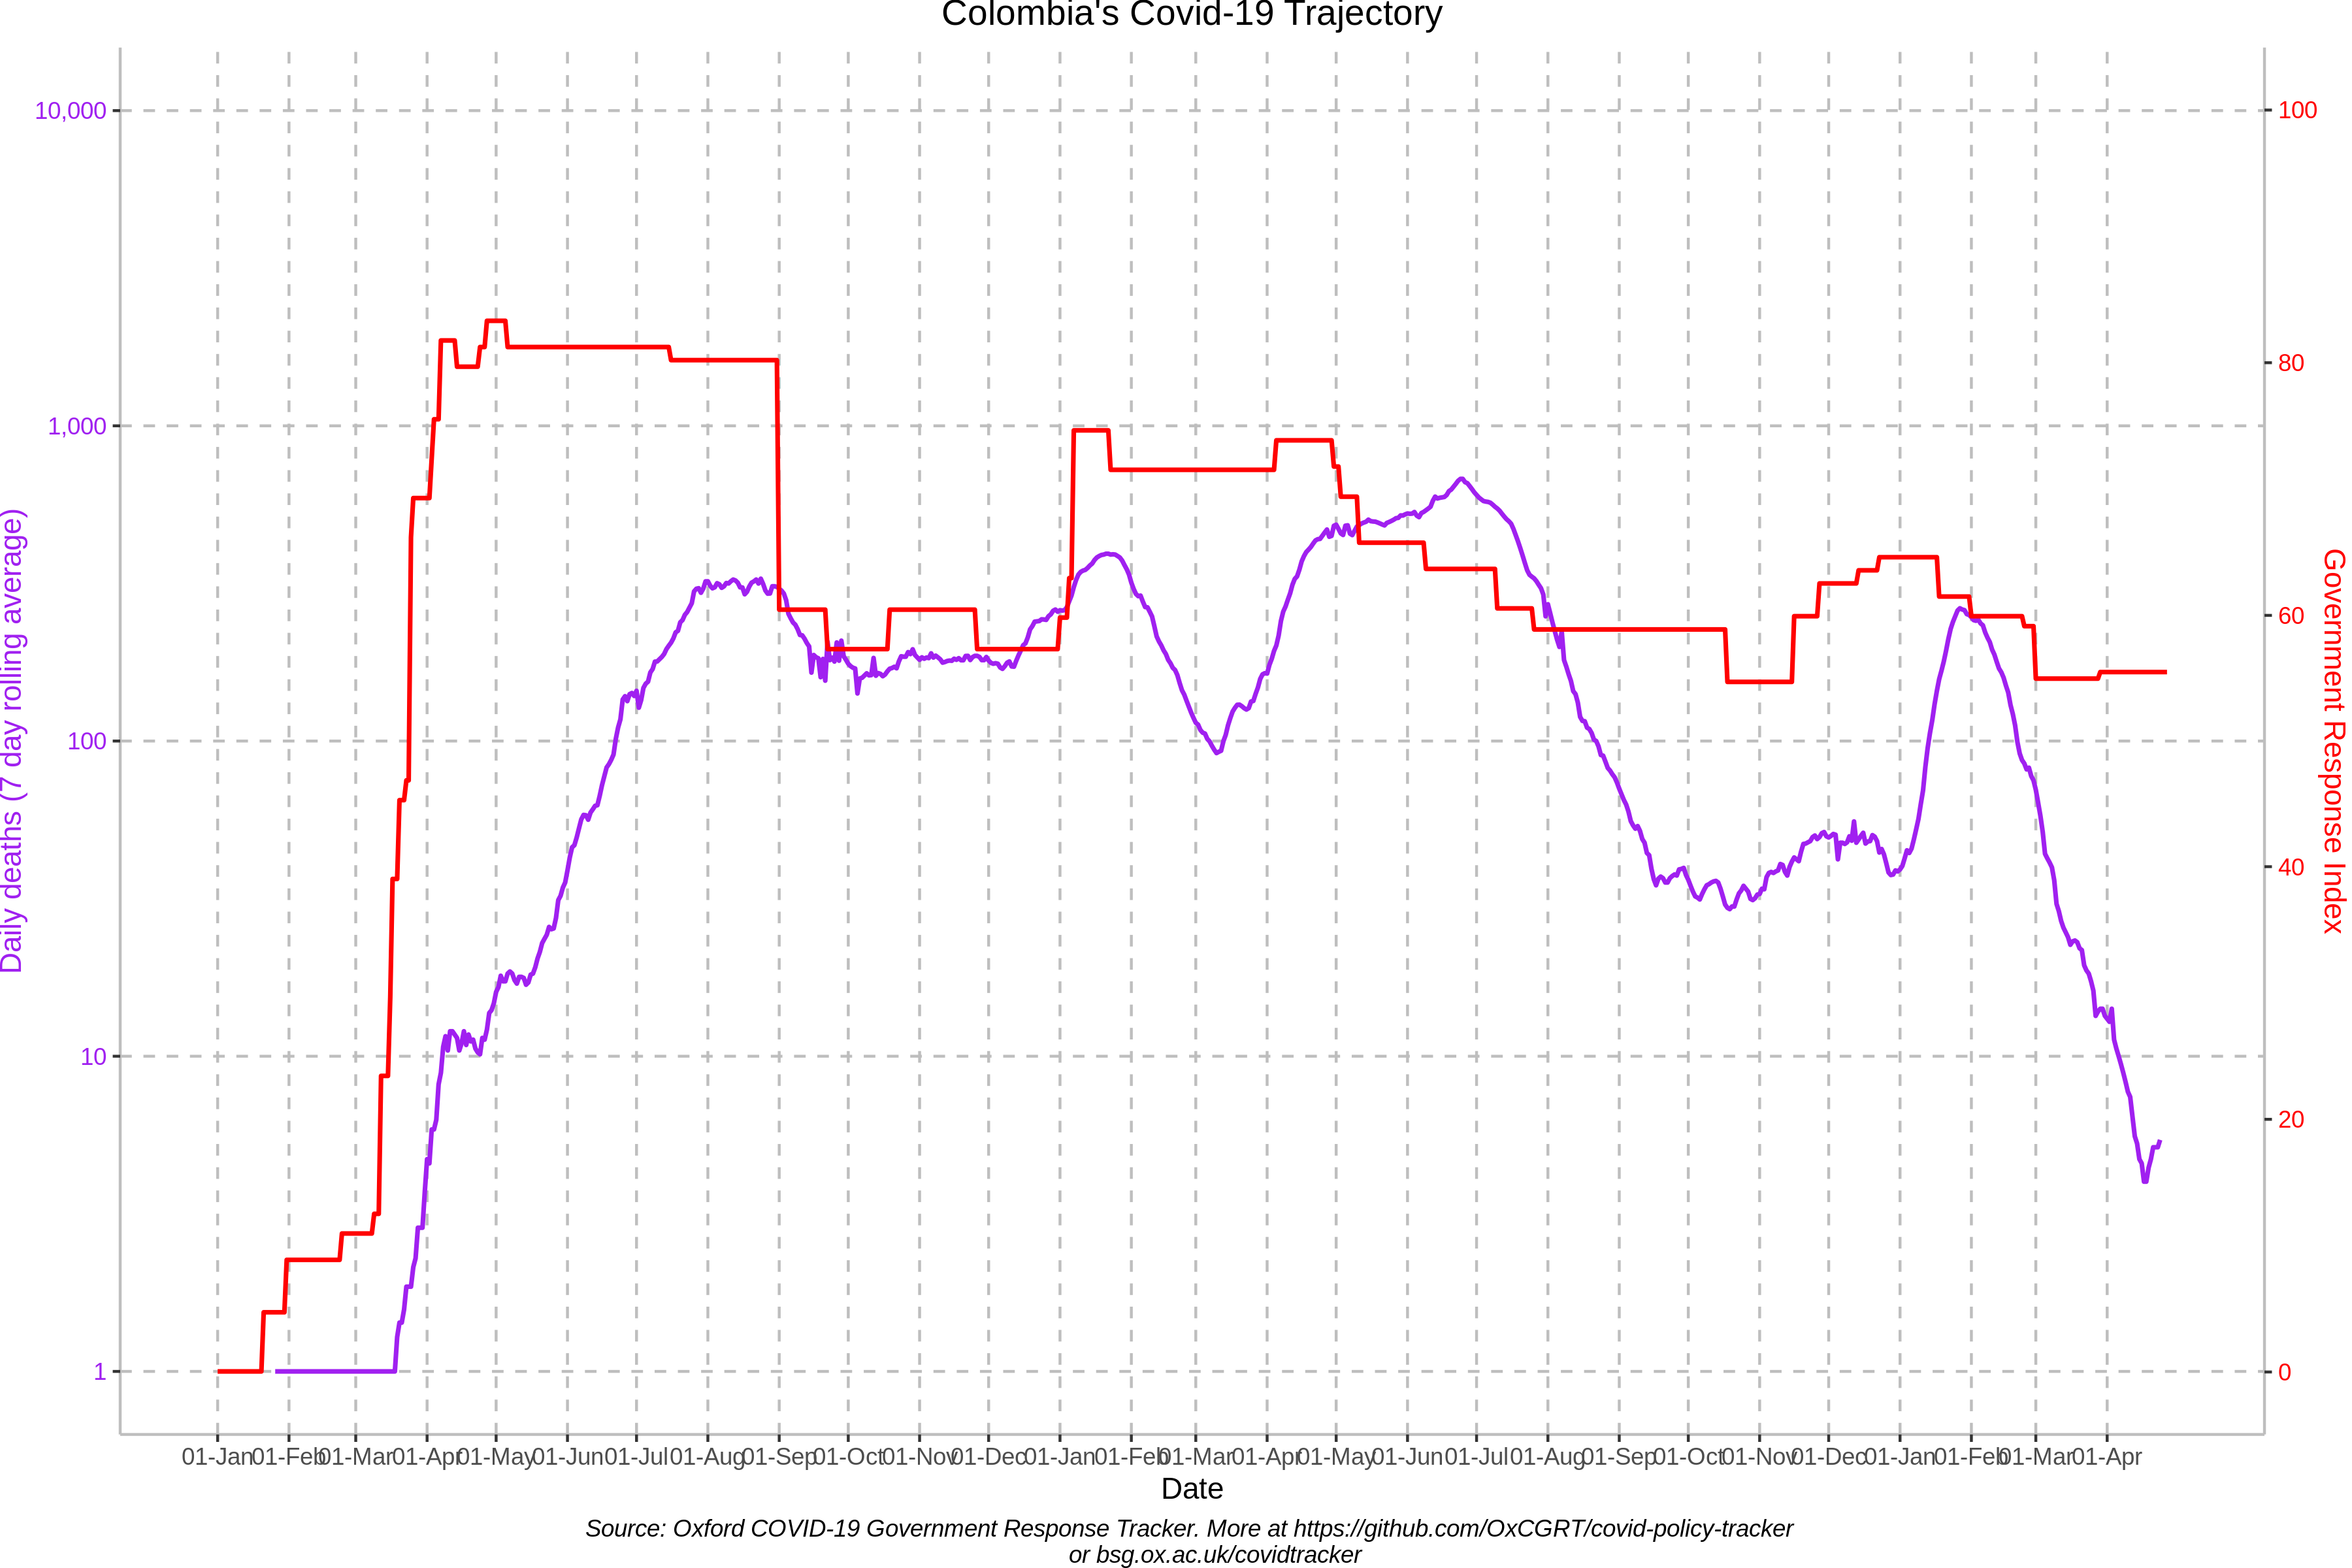 Colombia's Covid-19 Trajectory
10,000
1,000
100
10
1
Daily deaths (7 day rolling average)
100
80
60
40
20
0
Government Response Index
01-Jan 01-Feb 01-Mar 01-Apr 01-May 01-Jun 01-Jul 01-Aug 01-Sep 01-Oct 01-Nov 01-Dec 01-Jan 01-Feb 01-Mar 01-Apr 01-May 01-Jun 01-Jul 01-Aug 01-Sep 01-Oct 01-Nov 01-Dec 01-Jan 01-Feb 01-Mar 01-Apr
Date
Source: Oxford COVID-19 Government Response Tracker. More at https://github.com/OxCGRT/covid-policy-tracker
or bsg.ox.ac.uk/covidtracker